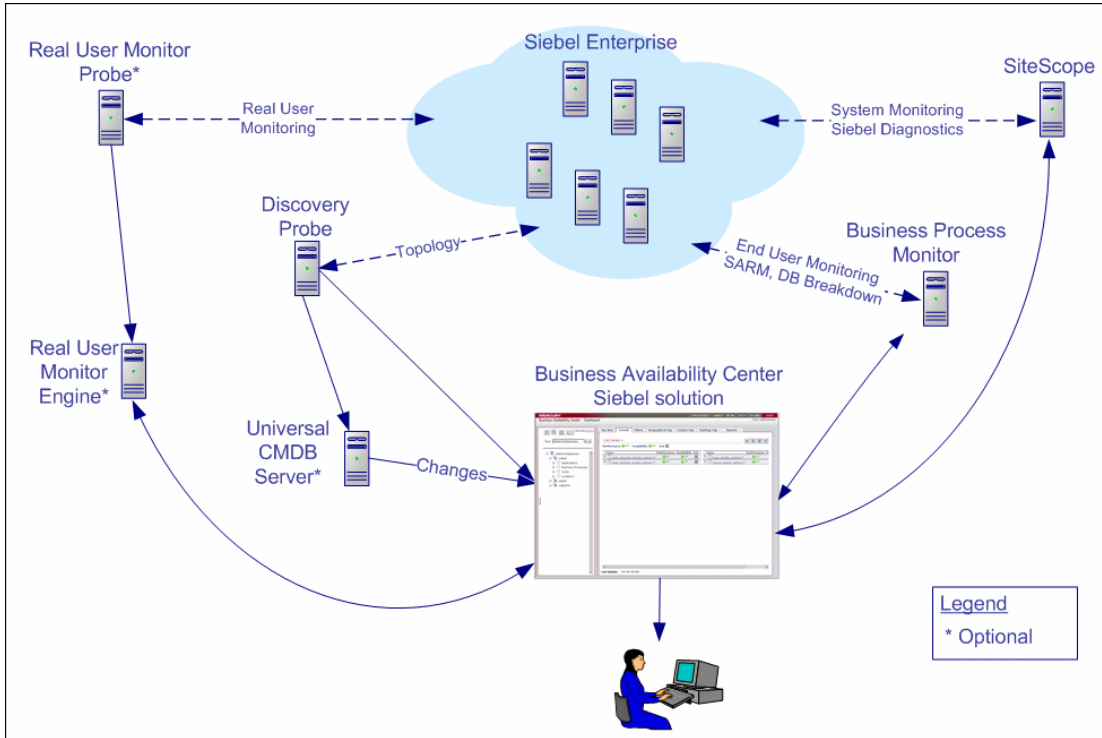 Siebel Enterprise
Real User Monitor
Probe*
SiteScope
Real User
Monitoring
System Monitoring
Siebel Diagnostics
Discovery
Probe
Topology
Business Process
Monitor
End User Monitoring
SARM, DB Breakdown
Real User
Monitor
Engine*
Business Availability Center
Siebel solution
Universal
CMDB
Server*
Changes
Legend
* Optional